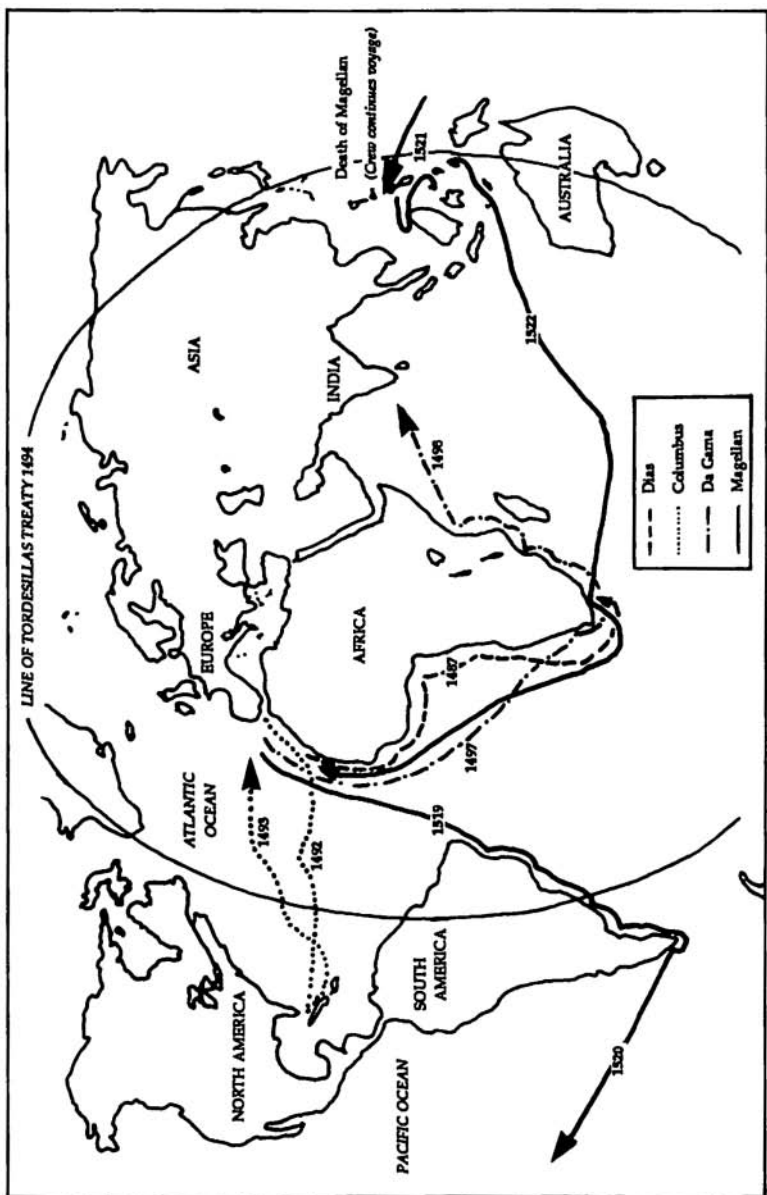 LINE OF TORDESILLAS TREATY 1494
NORTH AMERICA
ATLANTIC
OCEAN
EUROPE
ASIA
INDIA
AFRICA
SOUTH
AMERICA
PACIFIC OCEAN
AUSTRALIA
Death of Magellan
(Crew continues voyage)
1493
1492
1487
1497
1498
1519
1520
1521
1522
Dias
Columbus
Da Gama
Magellan